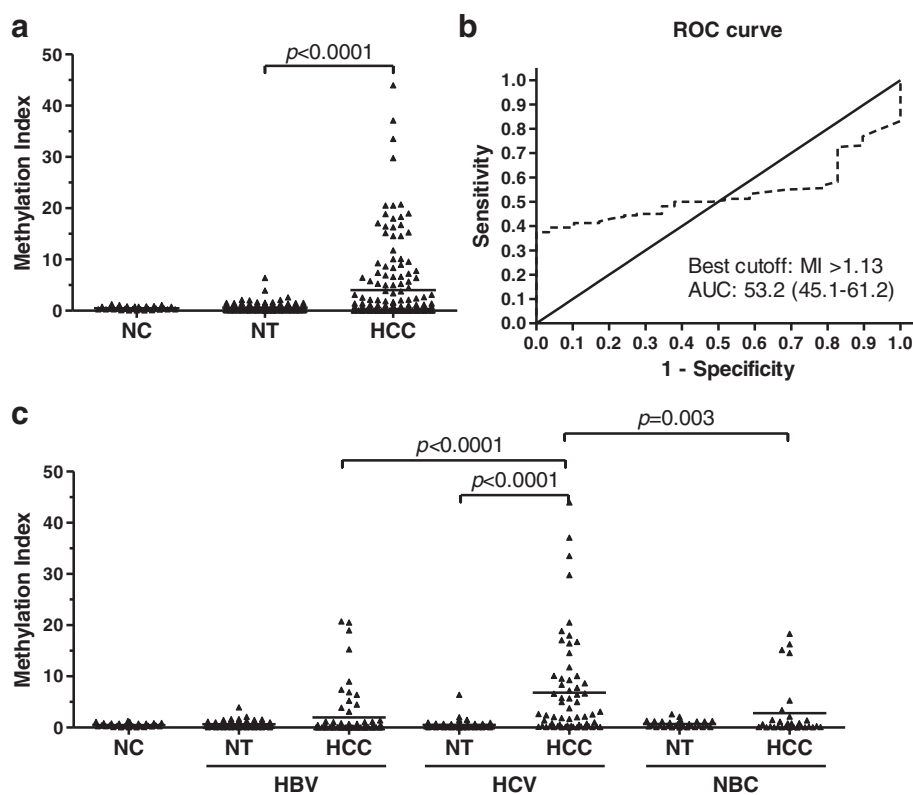 a
p<0.0001
50
40
30
20
10
0
Methylation Index
NC NT HCC
b
ROC curve
1.0
0.9
0.8
0.7
0.6
0.5
0.4
0.3
0.2
0.1
0.0
Sensitivity
Best cutoff: MI >1.13
AUC: 53.2 (45.1-61.2)
0.0 0.1 0.2 0.3 0.4 0.5 0.6 0.7 0.8 0.9 1.0
1 - Specificity
c
p=0.003
p<0.0001
p<0.0001
50
40
30
20
10
0
Methylation Index
NC NT HCC NT HCC NT HCC
HBV HCV NBC